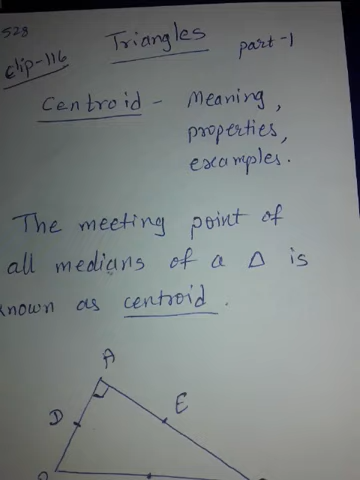 528
Clip-116
Triangles
part-1
Centroid - Meaning,
properties,
examples.
The meeting point of
all medians of a Δ is
known as centroid.
A
D
E